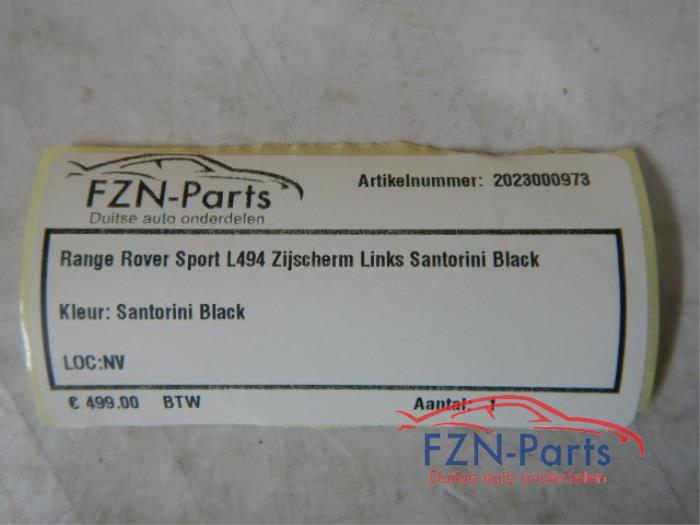 FZN-Parts
Duitse auto onderdelen
Artikelnummer: 2023000973
Range Rover Sport L494 Zijscherm Links Santorini Black
Kleur: Santorini Black
LOC:NV
€ 499.00 BTW
Aantal: 1
FZN-Parts
Duitse auto onderdelen